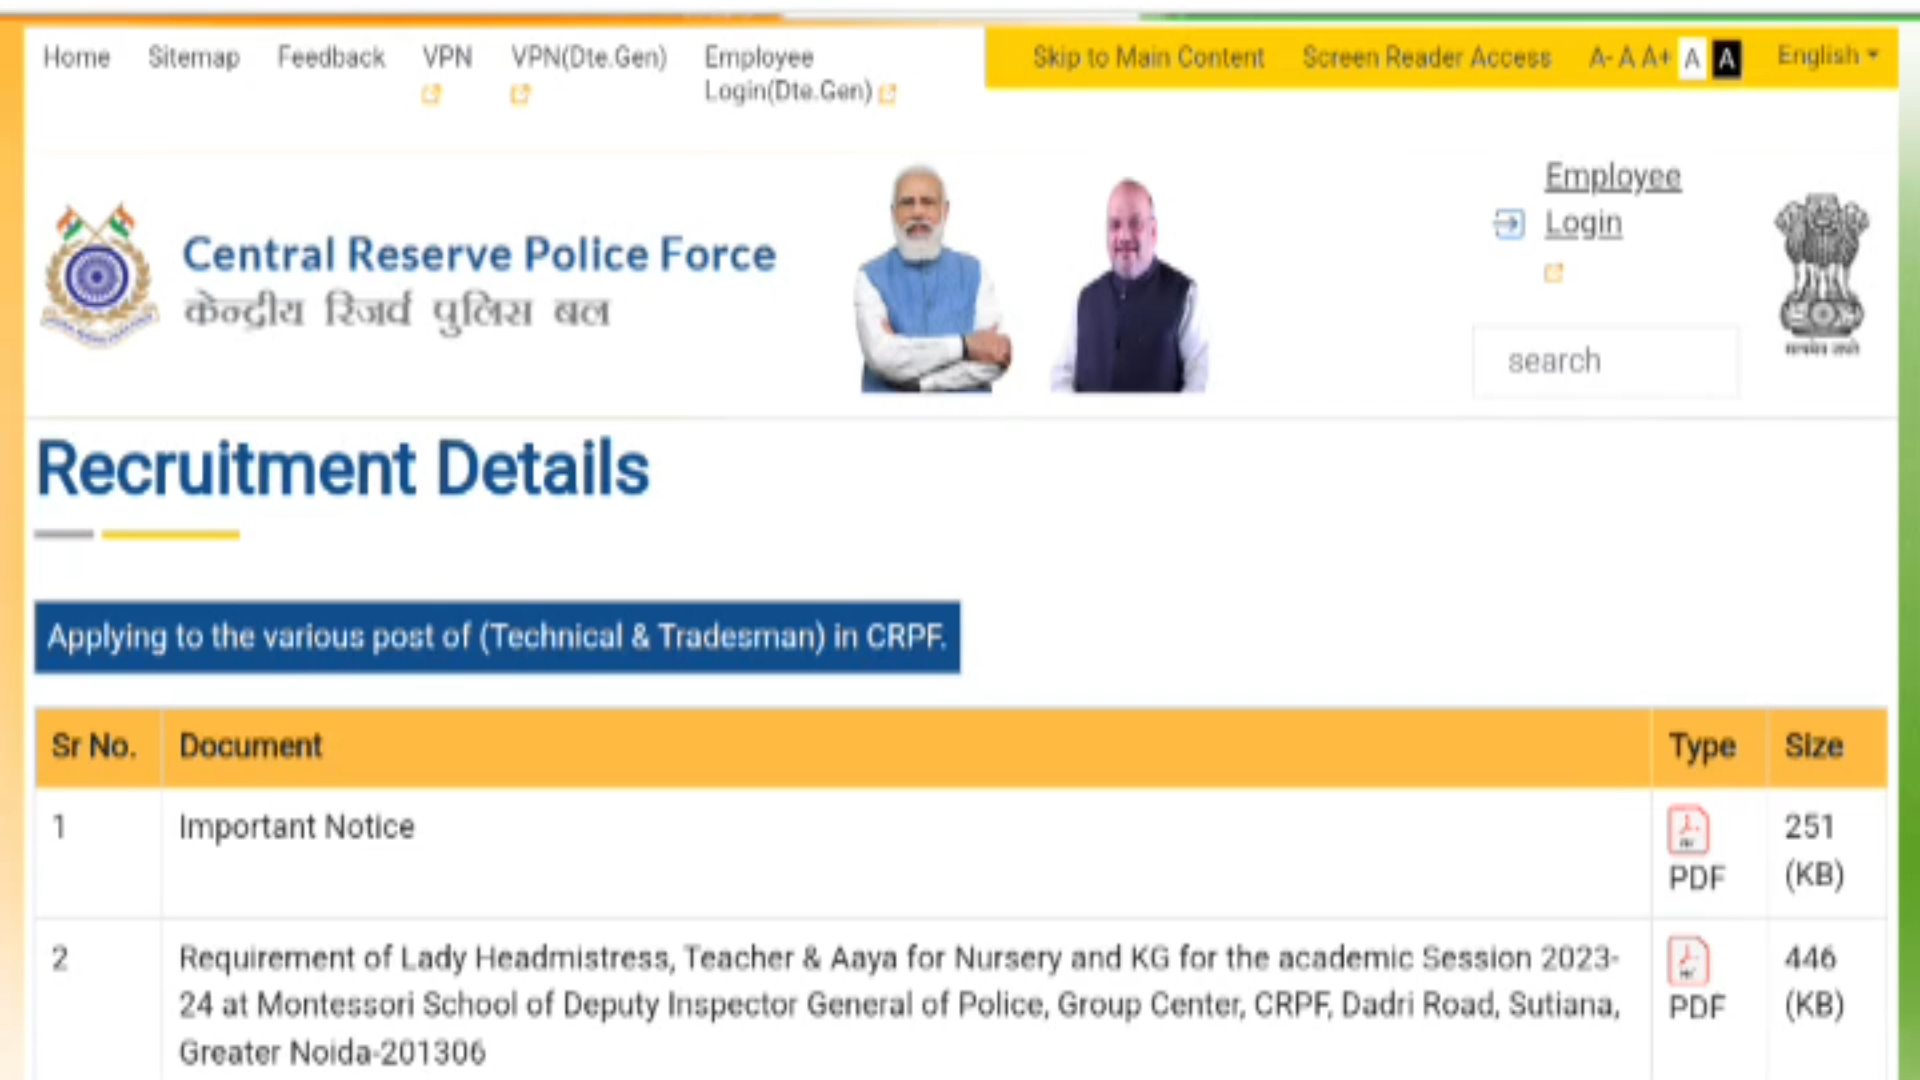 Home Sitemap Feedback VPN VPN(Dte.Gen) Employee Login(Dte.Gen) Skip to Main Content Screen Reader Access A- A A+ A A English
Employee
Login
Central Reserve Police Force
केन्द्रीय रिजर्व पुलिस बल
search
Recruitment Details
Applying to the various post of (Technical & Tradesman) in CRPF.
Sr No. Document Type Size
1 Important Notice PDF 251 (KB)
2 Requirement of Lady Headmistress, Teacher & Aaya for Nursery and KG for the academic Session 2023-
24 at Montessori School of Deputy Inspector General of Police, Group Center, CRPF, Dadri Road, Sutiana,
Greater Noida-201306
PDF 446 (KB)